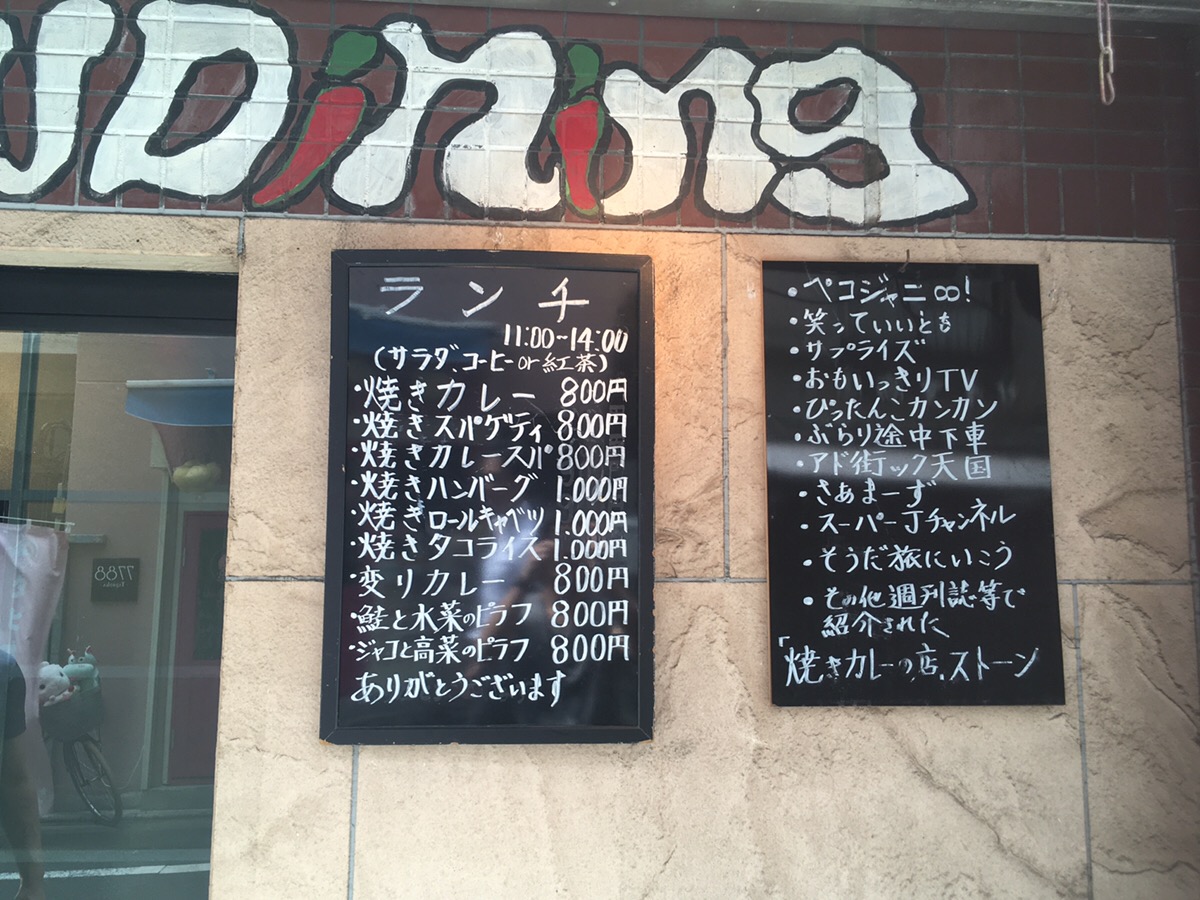 Dining
ランチ
11:00~14:00
(サラダ、コーヒーor紅茶)
・焼きカレー 800円
・焼きスパゲティ 800円
・焼きカレースパ 800円
・焼きハンバーグ 1.000円
・焼きロールキャベツ 1.000円
・焼きタコライス 1.000円
・変りカレー 800円
・鮭と水菜のピラフ 800円
・ジャコと高菜のピラフ 800円
ありがとうございます
・ペコジャニ∞!
・笑っていいとも
・サプライズ
・おもいっきりTV
・ぴったんこカンカン
・ぶらり途中下車
・アド街ック天国
・さぁまーず
・スーパーJチャンネル
・そうだ旅にいこう
・その他週刊誌等で
紹介された
「焼きカレーの店.ストーン
7788